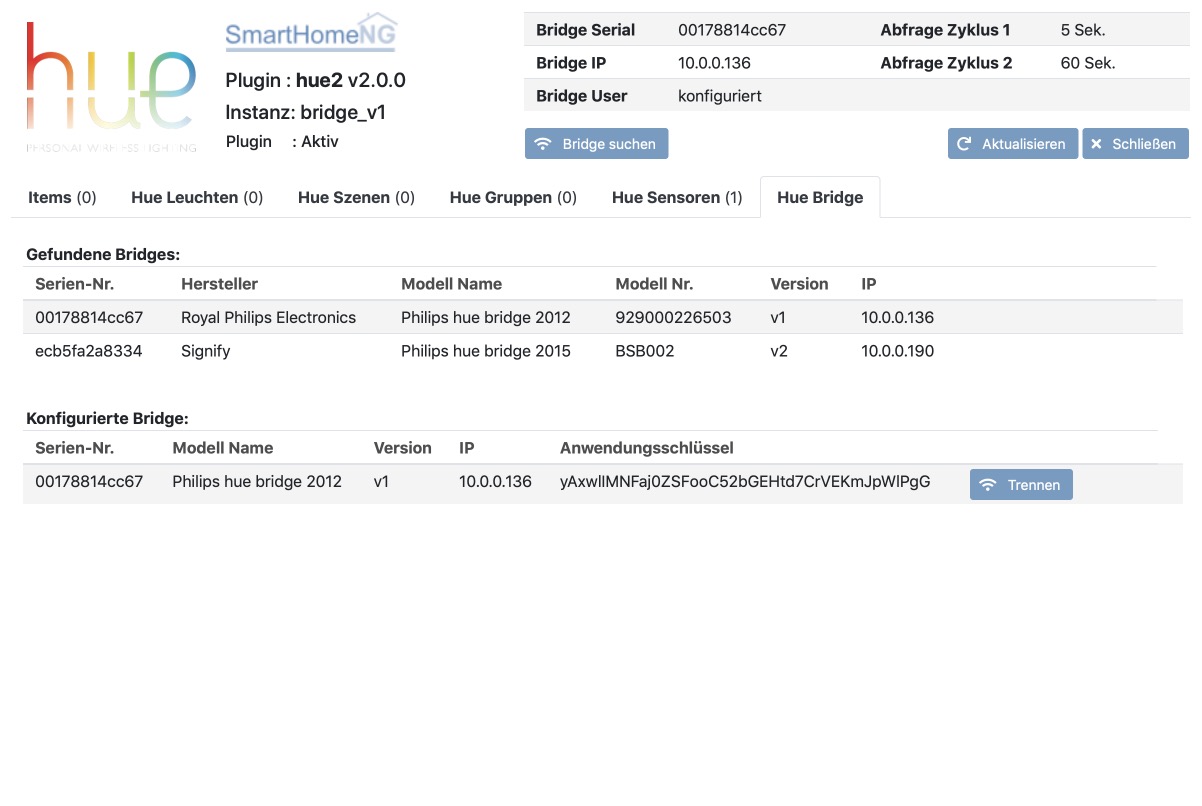 hue
PERSONAL WIRELESS LIGHTING
SmartHomeNG
Plugin : hue2 v2.0.0
Instanz: bridge_v1
Plugin : Aktiv
Bridge Serial 00178814cc67 Abfrage Zyklus 1 5 Sek.
Bridge IP 10.0.0.136 Abfrage Zyklus 2 60 Sek.
Bridge User konfiguriert
Bridge suchen Aktualisieren Schließen
Items (0) Hue Leuchten (0) Hue Szenen (0) Hue Gruppen (0) Hue Sensoren (1) Hue Bridge
Gefundene Bridges:
Serien-Nr. Hersteller Modell Name Modell Nr. Version IP
00178814cc67 Royal Philips Electronics Philips hue bridge 2012 929000226503 v1 10.0.0.136
ecb5fa2a8334 Signify Philips hue bridge 2015 BSB002 v2 10.0.0.190
Konfigurierte Bridge:
Serien-Nr. Modell Name Version IP Anwendungsschlüssel
00178814cc67 Philips hue bridge 2012 v1 10.0.0.136 yAxwlIMNFaj0ZSFooC52bGEHtd7CrVEKmJpWlPgG Trennen